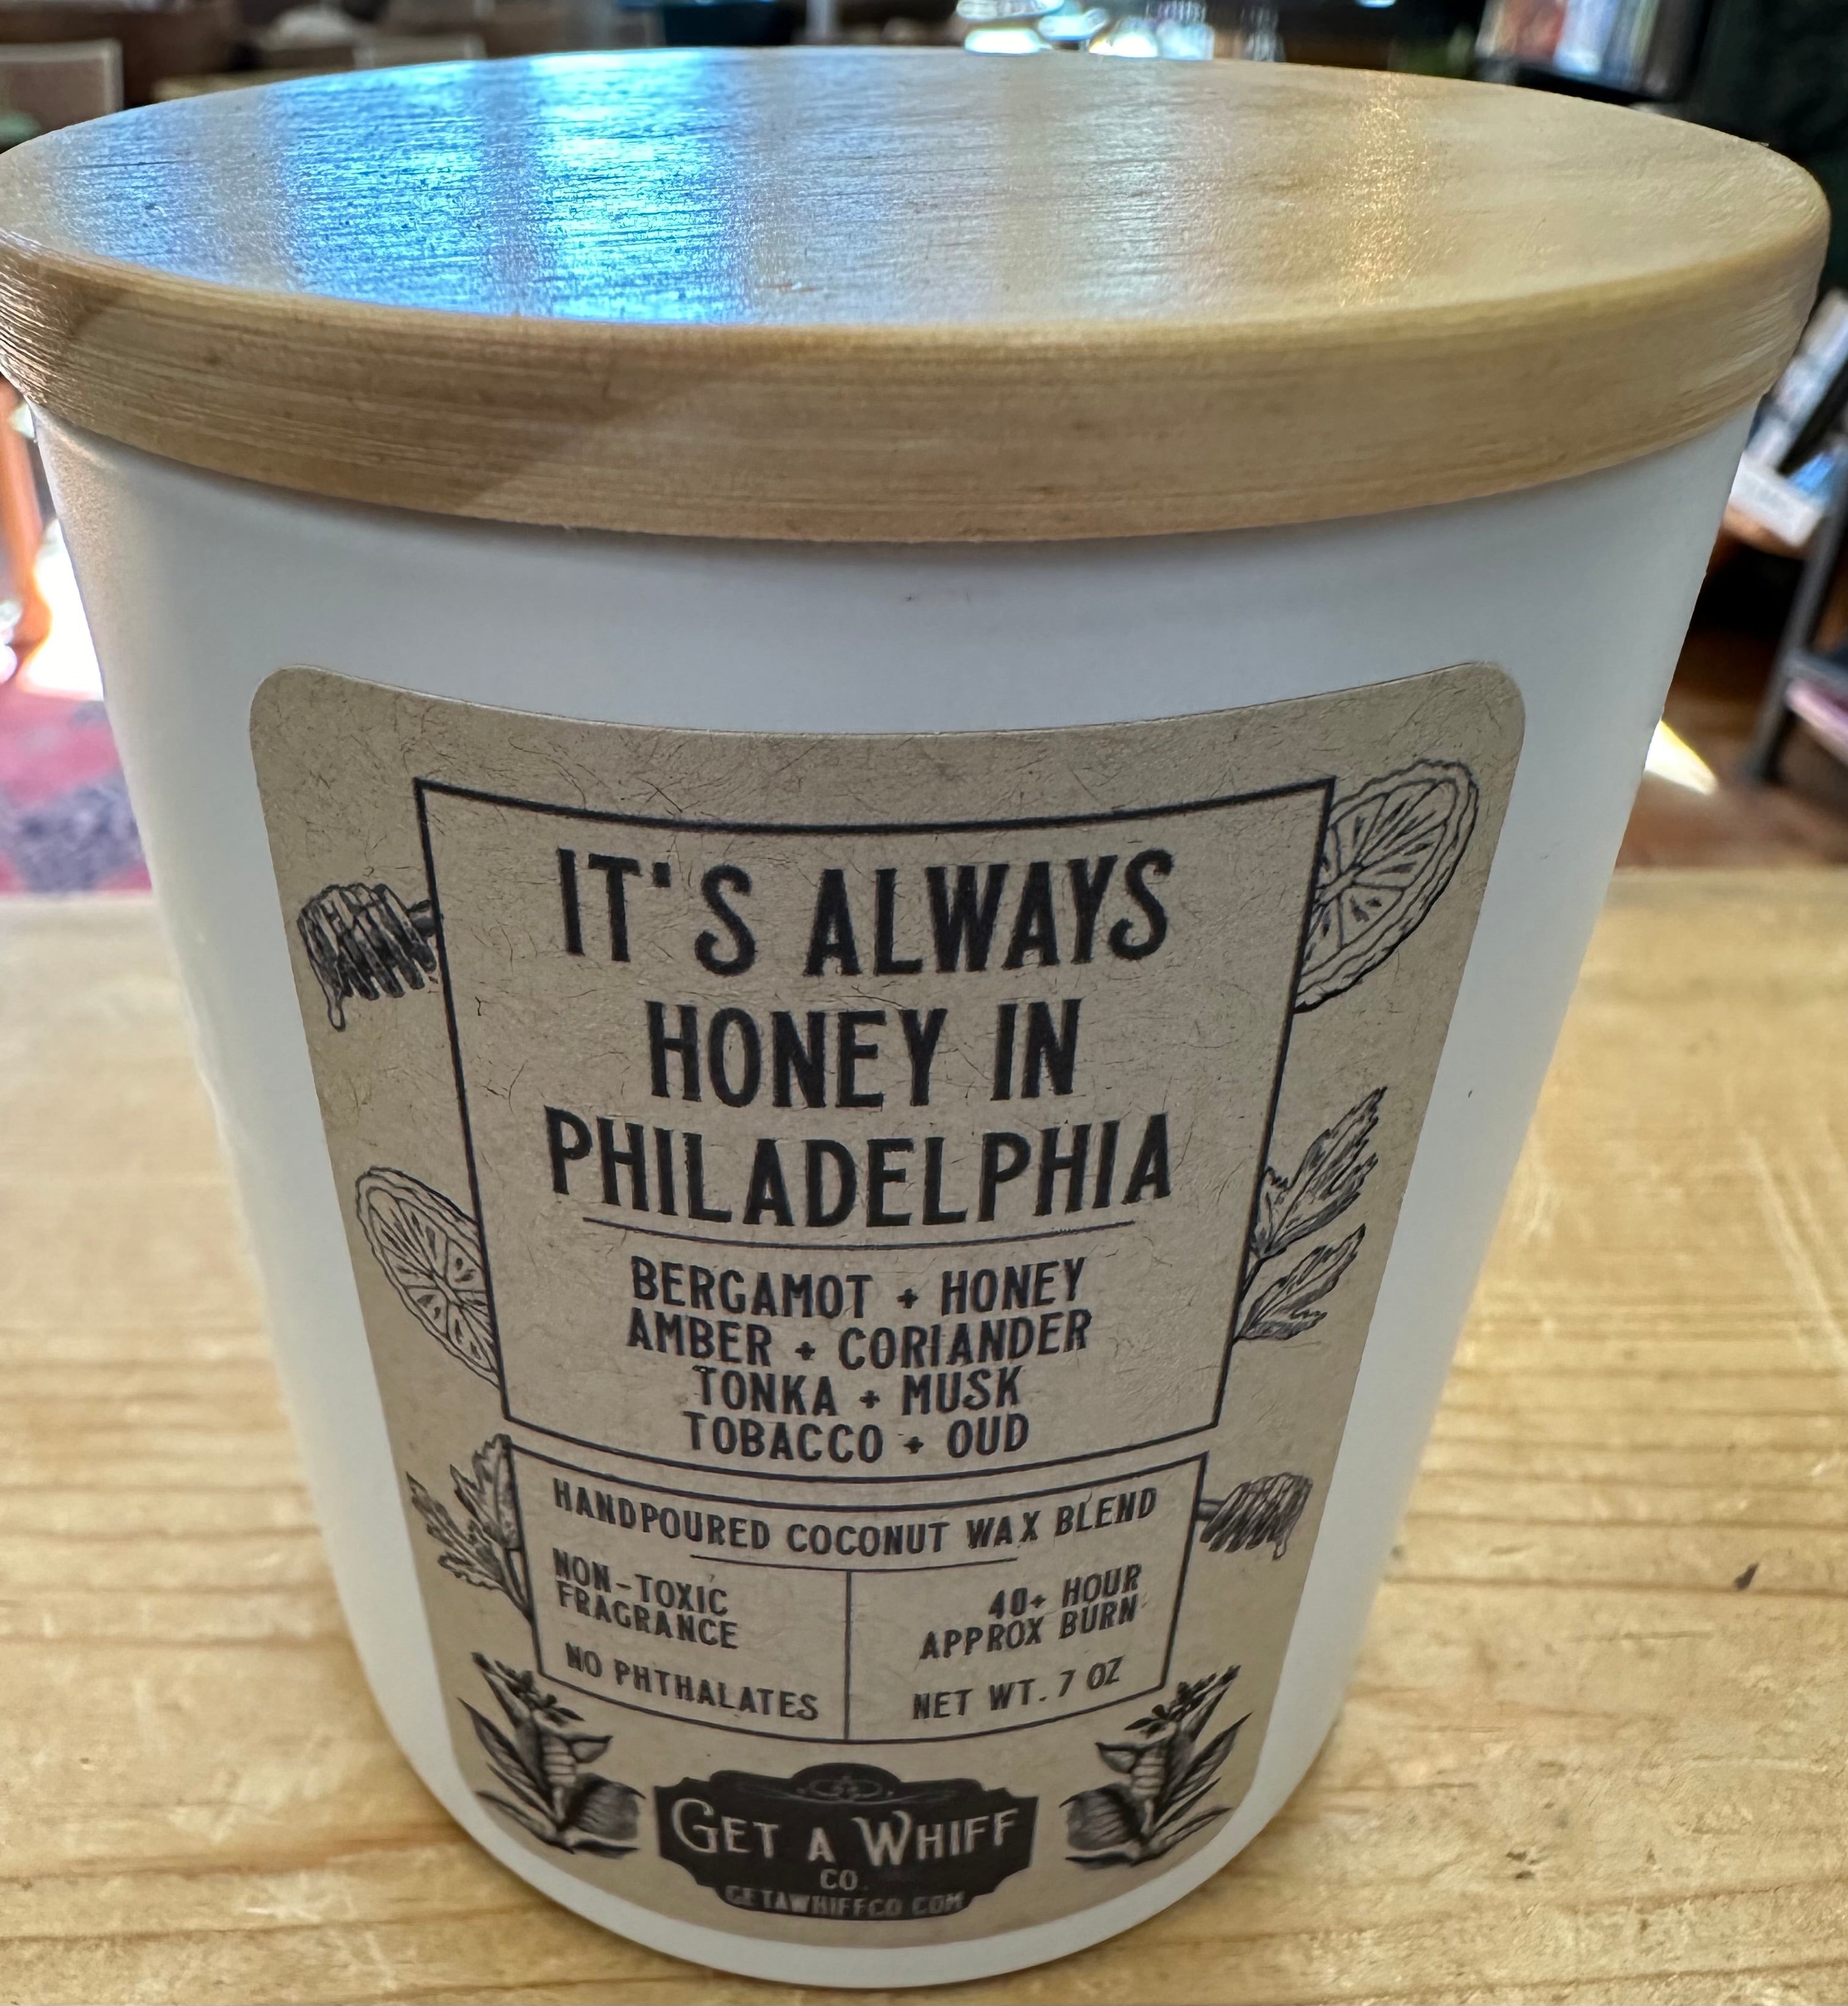 IT'S ALWAYS
HONEY IN
PHILADELPHIA
BERGAMOT + HONEY
AMBER + CORIANDER
TONKA + MUSK
TOBACCO + OUD
HANDPOURED COCONUT WAX BLEND
NON-TOXIC
FRAGRANCE
NO PHTHALATES
40+ HOUR
APPROX BURN
NET WT. 7 OZ
GET A WHIFF
CO.
GETAWHIFFCO.COM